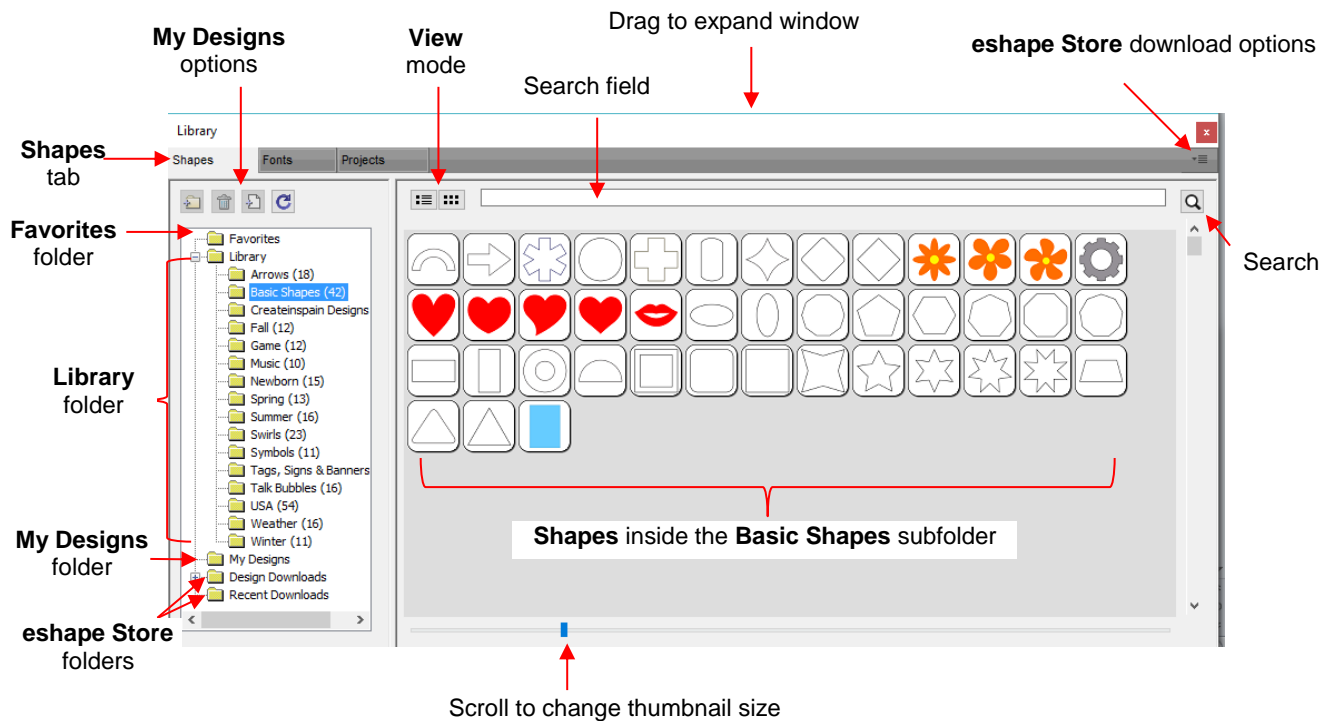 Drag to expand window
My Designs
options
View
mode
eshape Store download options
Search field
Library
x
Shapes
tab
Shapes
Fonts
Projects
Favorites
folder
Favorites
Library
Arrows (18)
Basic Shapes (42)
Createinspain Designs
Fall (12)
Game (12)
Music (10)
Newborn (15)
Spring (13)
Summer (16)
Swirls (23)
Symbols (11)
Tags, Signs & Banners
Talk Bubbles (16)
USA (54)
Weather (16)
Winter (11)
My Designs
Design Downloads
Recent Downloads
Search
Library
folder
Shapes inside the Basic Shapes subfolder
My Designs
folder
eshape Store
folders
Scroll to change thumbnail size